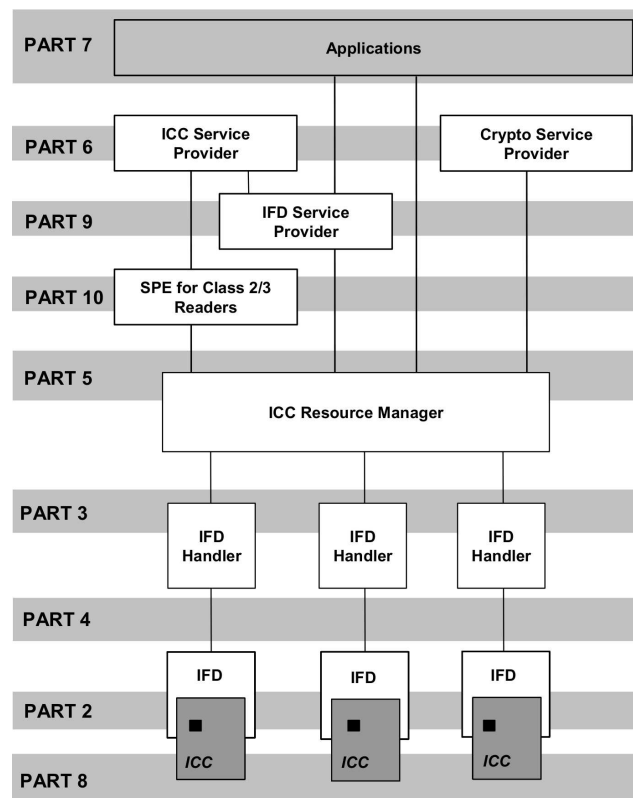 PART 7
Applications
PART 6
ICC Service
Provider
Crypto Service
Provider
PART 9
IFD Service
Provider
PART 10
SPE for Class 2/3
Readers
PART 5
ICC Resource Manager
PART 3
IFD
Handler
IFD
Handler
IFD
Handler
PART 4
IFD
IFD
IFD
PART 2
ICC
ICC
ICC
PART 8